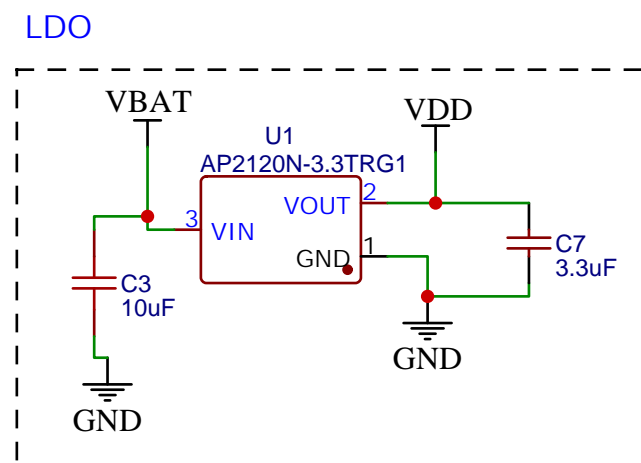 LDO
VBAT
VDD
U1
AP2120N-3.3TRG1
VOUT
2
3
VIN
1
GND
C3
10uF
C7
3.3uF
GND
GND